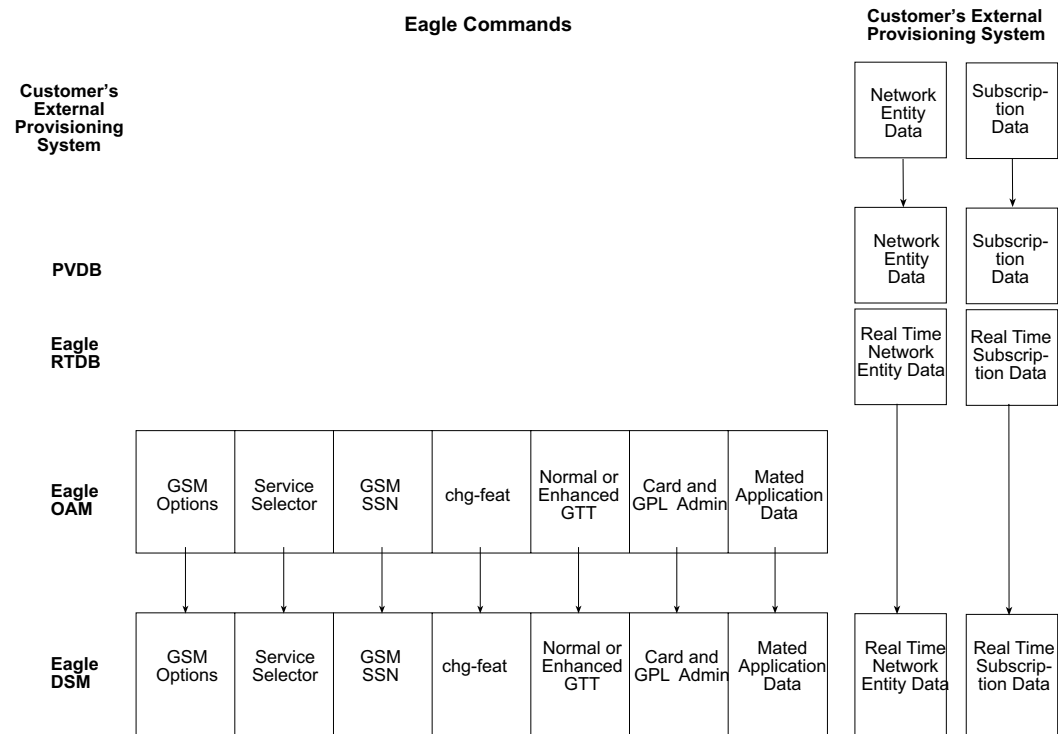 Eagle Commands
Customer's External
Provisioning System
Customer's
External
Provisioning
System
Network
Entity
Data
Subscrip-
tion
Data
PVDB
Network
Entity
Data
Subscrip-
tion
Data
Eagle
RTDB
Real Time
Network
Entity Data
Real Time
Subscrip-
tion Data
Eagle
OAM
GSM
Options
Service
Selector
GSM
SSN
chg-feat
Normal or
Enhanced
GTT
Card and
GPL Admin
Mated
Application
Data
Eagle
DSM
GSM
Options
Service
Selector
GSM
SSN
chg-feat
Normal or
Enhanced
GTT
Card and
GPL Admin
Mated
Application
Data
Real Time
Network
Entity Data
Real Time
Subscrip-
tion Data